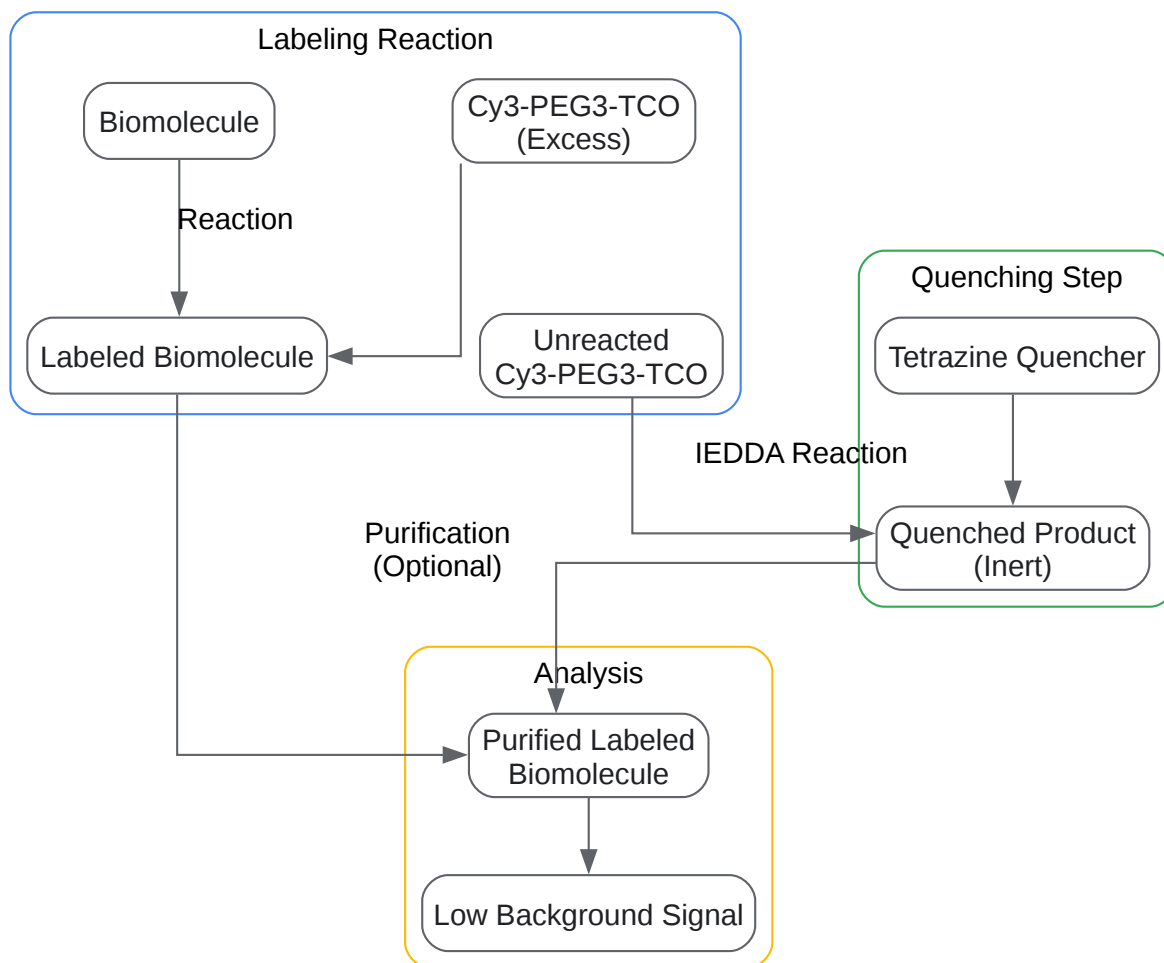 Labeling Reaction
Biomolecule
Cy3-PEG3-TCO
(Excess)
Reaction
Labeled Biomolecule
Unreacted
Cy3-PEG3-TCO
Quenching Step
Tetrazine Quencher
IEDDA Reaction
Quenched Product
(Inert)
Purification
(Optional)
Analysis
Purified Labeled
Biomolecule
Low Background Signal